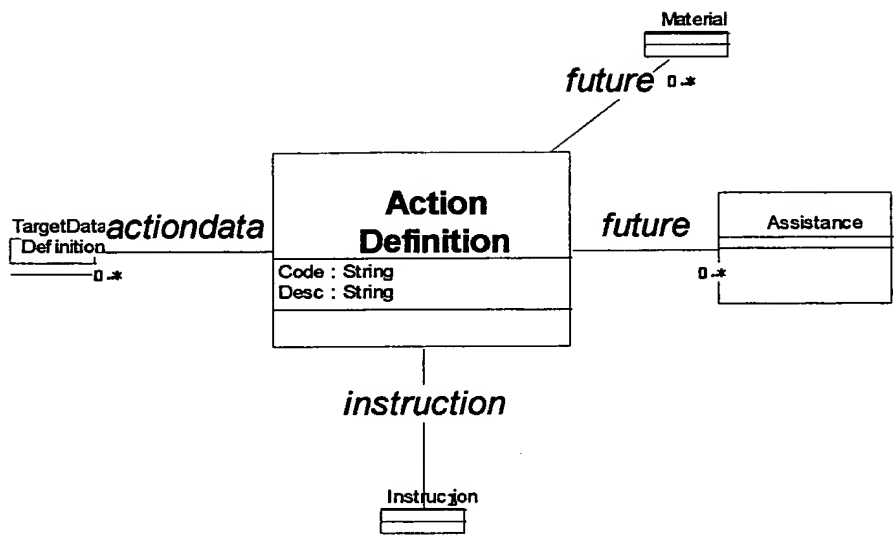 Material
future 0..*
TargetData
Definition
actiondata
0..*
Action
Definition
Code : String
Desc : String
future
0..*
Assistance
instruction
Instruction